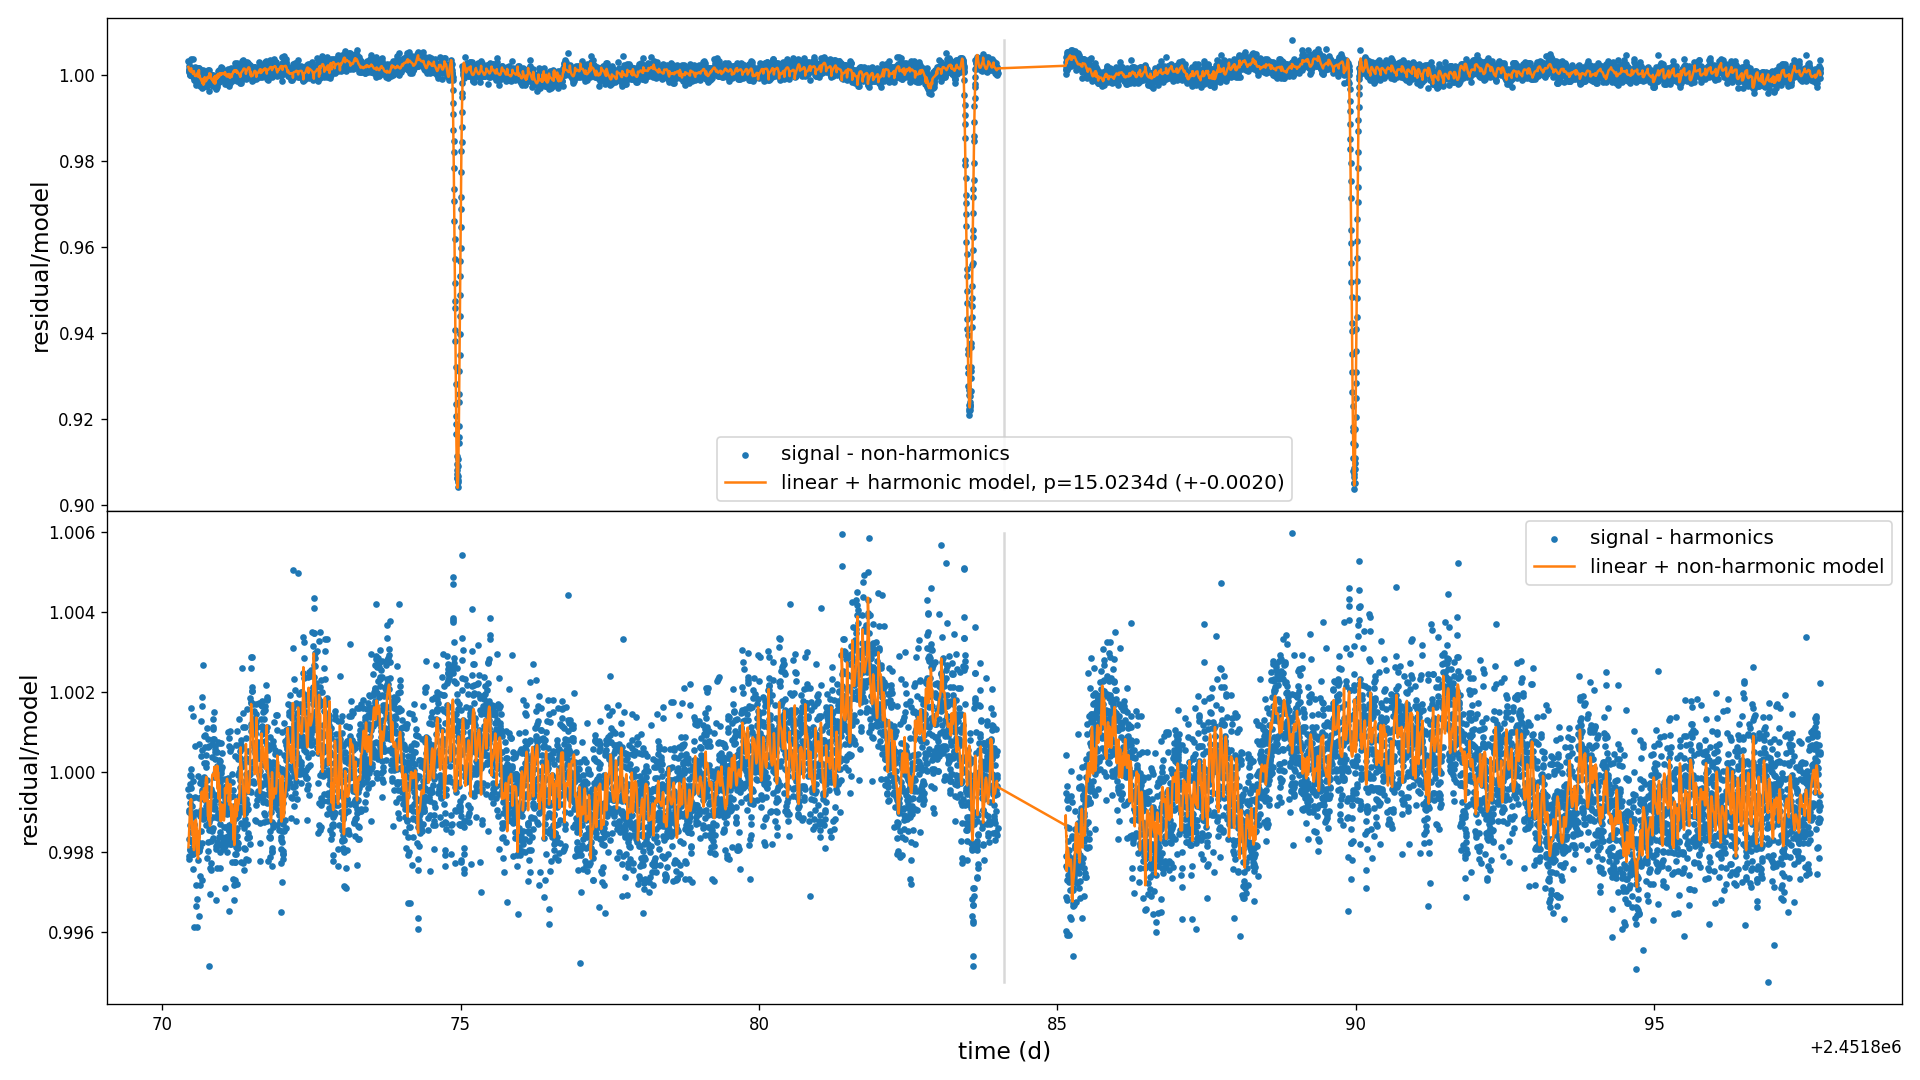 1.00
0.98
0.96
0.94
0.92
0.90
residual/model
signal - non-harmonics
linear + harmonic model, p=15.0234d (+-0.0020)
1.006
1.004
1.002
1.000
0.998
0.996
residual/model
signal - harmonics
linear + non-harmonic model
70 75 80 85 90 95
time (d)
+2.4518e6